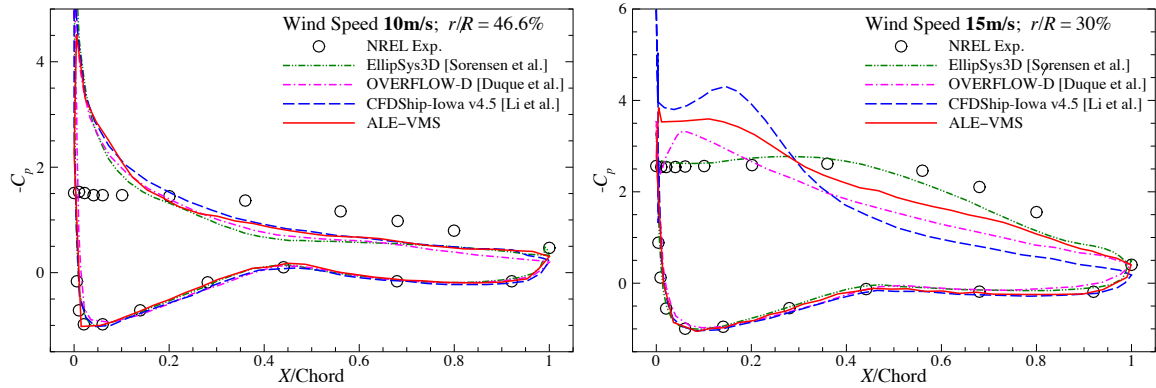 Wind Speed 10m/s; r/R = 46.6%
NREL Exp.
EllipSys3D [Sorensen et al.]
OVERFLOW-D [Duque et al.]
CFDShip-Iowa v4.5 [Li et al.]
ALE−VMS
4
2
0
-Cp
0 0.2 0.4 0.6 0.8 1
X/Chord
Wind Speed 15m/s; r/R = 30%
NREL Exp.
EllipSys3D [Sorensen et al.]
OVERFLOW-D [Duque et al.]
CFDShip-Iowa v4.5 [Li et al.]
ALE−VMS
-6
6
4
2
0
-Cp
0 0.2 0.4 0.6 0.8 1
X/Chord